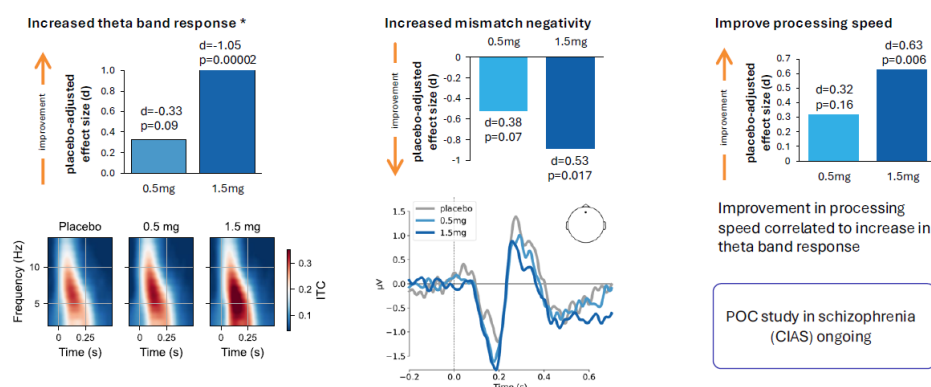 Increased theta band response *
improvement
placebo-adjusted
effect size (d)
1.0
0.8
0.6
0.4
0.2
0.0
d=-0.33
p=0.09
d=-1.05
p=0.00002
0.5mg
1.5mg
Placebo
0.5 mg
1.5 mg
Frequency (Hz)
10
5
0
0.25
0
0.25
0
0.25
Time (s)
Time (s)
Time (s)
0.3
0.2
0.1
ITC
Increased mismatch negativity
improvement
placebo-adjusted
effect size (d)
0.5mg
1.5mg
0
-0.2
-0.4
-0.6
-0.8
-1
d=0.38
p=0.07
d=0.53
p=0.017
placebo
0.5mg
1.5mg
μV
1.5
1.0
0.5
0.0
−0.5
−1.0
−1.5
−0.2
0.0
0.2
0.4
0.6
Time (s)
Improve processing speed
improvement
placebo-adjusted
effect size (d)
0.7
0.6
0.5
0.4
0.3
0.2
0.1
0
d=0.32
p=0.16
d=0.63
p=0.006
0.5mg
1.5mg
Improvement in processing
speed correlated to increase in
theta band response
POC study in schizophrenia
(CIAS) ongoing